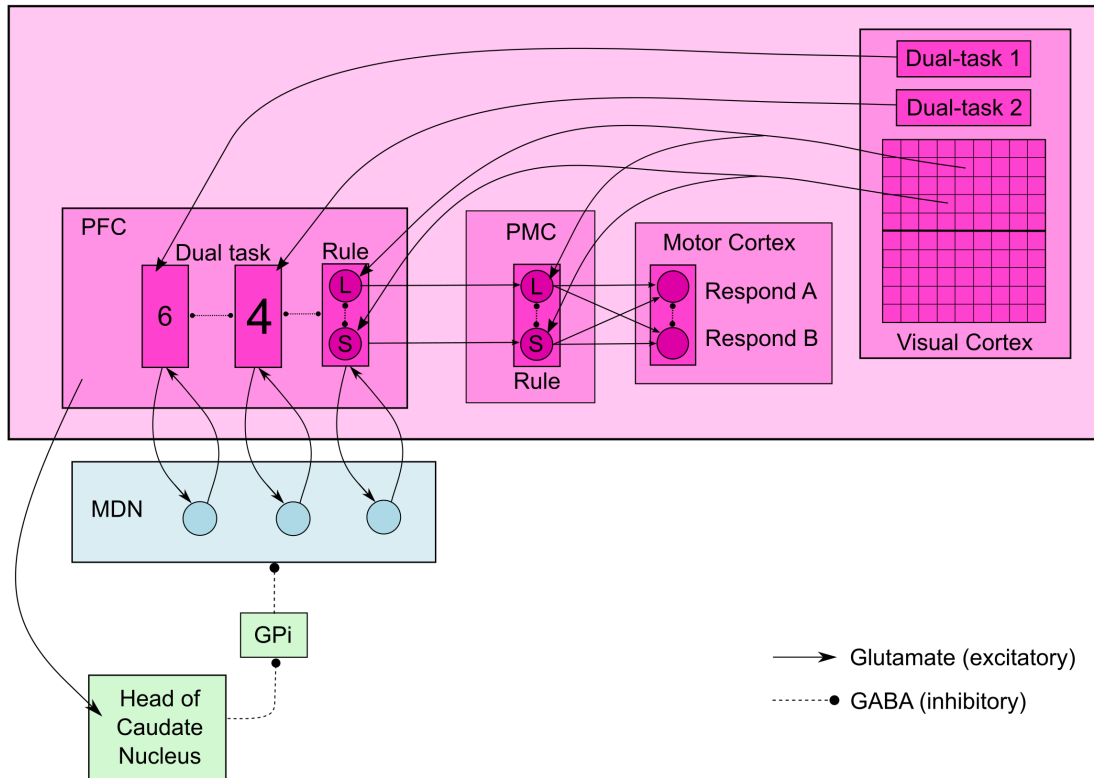 Dual-task 1
Dual-task 2
Visual Cortex
PFC
Dual task
Rule
6
4
L
S
PMC
L
S
Rule
Motor Cortex
Respond A
Respond B
MDN
GPi
Head of
Caudate
Nucleus
Glutamate (excitatory)
GABA (inhibitory)